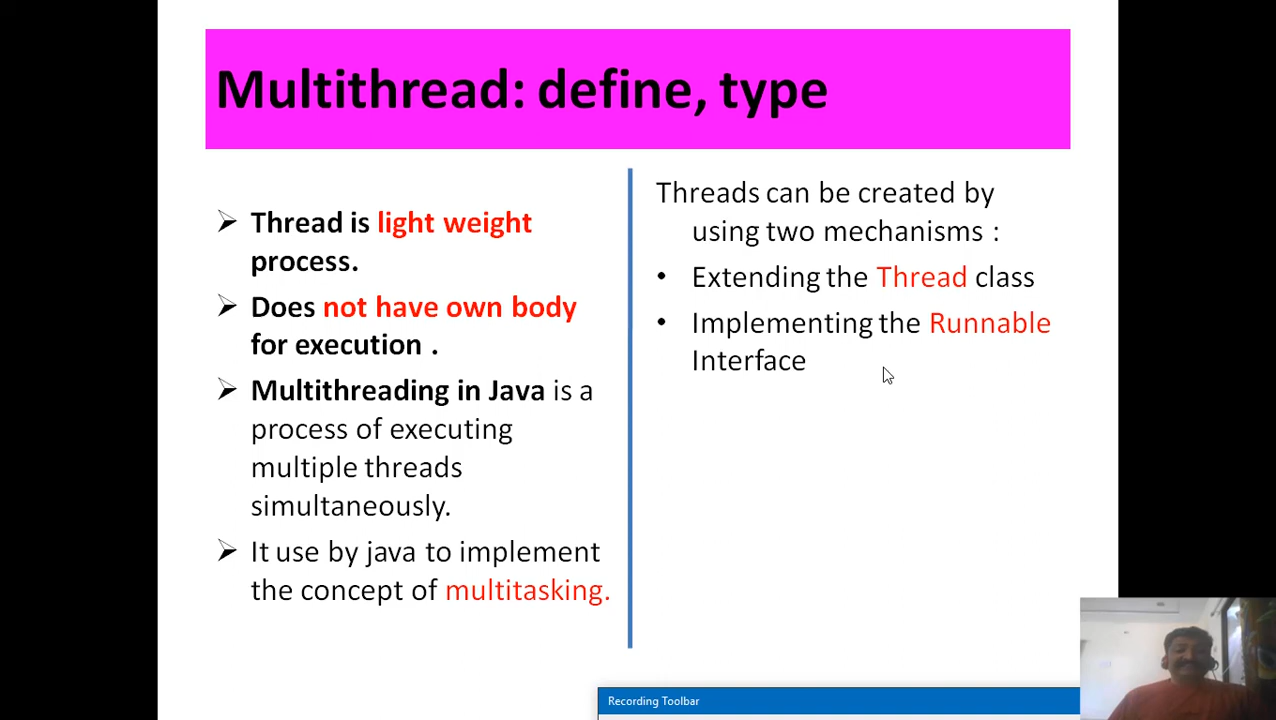 Multithread: define, type
➢ Thread is light weight
process.
➢ Does not have own body
for execution .
➢ Multithreading in Java is a
process of executing
multiple threads
simultaneously.
➢ It use by java to implement
the concept of multitasking.
Threads can be created by
using two mechanisms :
• Extending the Thread class
• Implementing the Runnable
Interface
Recording Toolbar